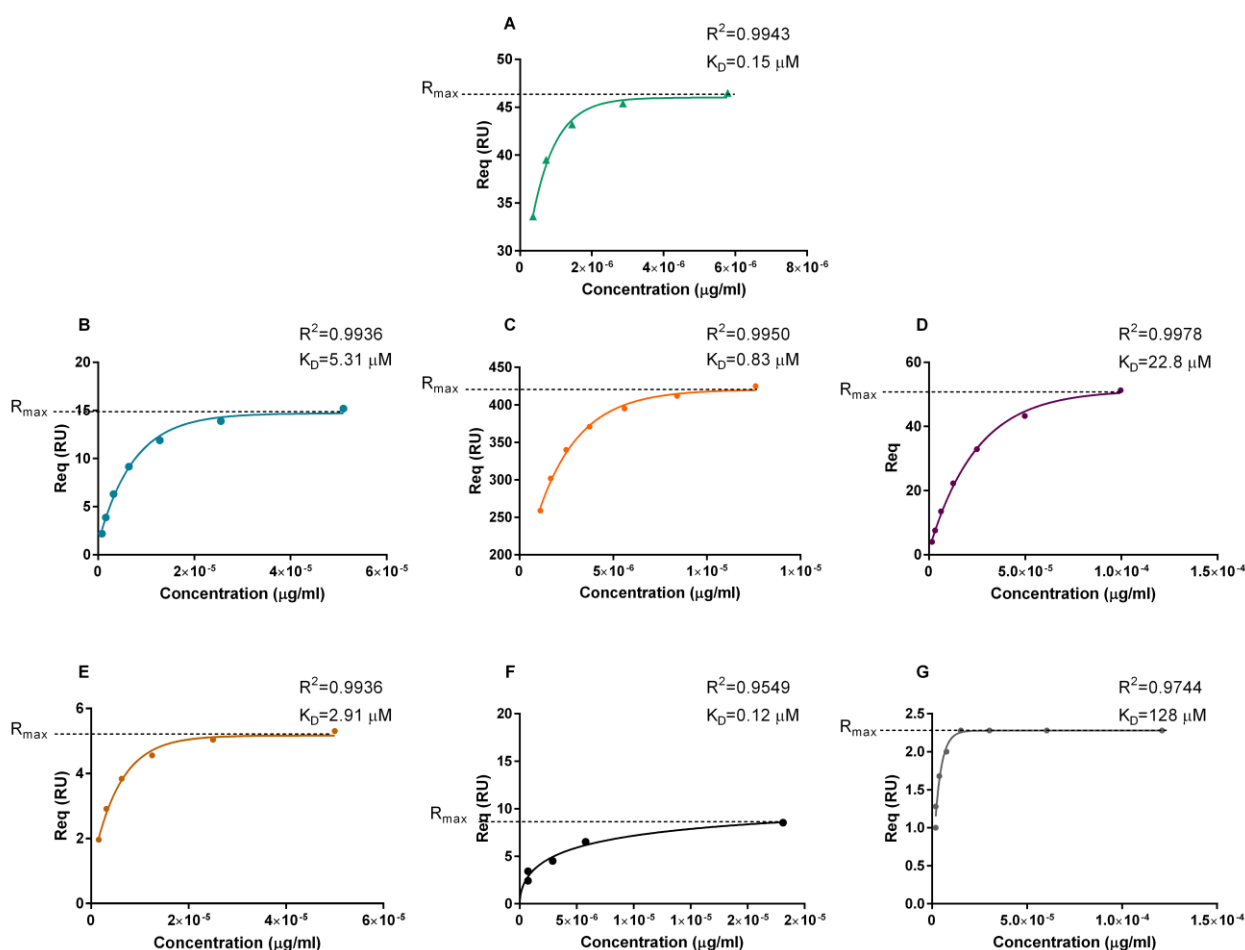 A
R²=0.9943
K_D=0.15 μM
50
R_max
45
40
35
30
Req (RU)
0
2×10⁻⁶
4×10⁻⁶
6×10⁻⁶
8×10⁻⁶
Concentration (μg/ml)
B
R²=0.9936
K_D=5.31 μM
20
R_max
15
10
5
0
Req (RU)
0
2×10⁻⁵
4×10⁻⁵
6×10⁻⁵
Concentration (μg/ml)
C
R²=0.9950
K_D=0.83 μM
450
R_max
400
350
300
250
200
Req (RU)
0
5×10⁻⁶
1×10⁻⁵
1×10⁻⁵
Concentration (μg/ml)
D
R²=0.9978
K_D=22.8 μM
60
R_max
40
20
0
Req
0
5.0×10⁻⁵
1.0×10⁻⁴
1.5×10⁻⁴
Concentration (μg/ml)
E
R²=0.9936
K_D=2.91 μM
6
R_max
4
2
0
Req (RU)
0
2×10⁻⁵
4×10⁻⁵
6×10⁻⁵
Concentration (μg/ml)
F
R²=0.9549
K_D=0.12 μM
20
15
10
R_max
5
0
Req (RU)
0
5×10⁻⁶
1×10⁻⁵
2×10⁻⁵
2×10⁻⁵
Concentration (μg/ml)
G
R²=0.9744
K_D=128 μM
2.5
R_max
2.0
1.5
1.0
0.5
0.0
Req (RU)
0
5.0×10⁻⁵
1.0×10⁻⁴
1.5×10⁻⁴
Concentration (μg/ml)